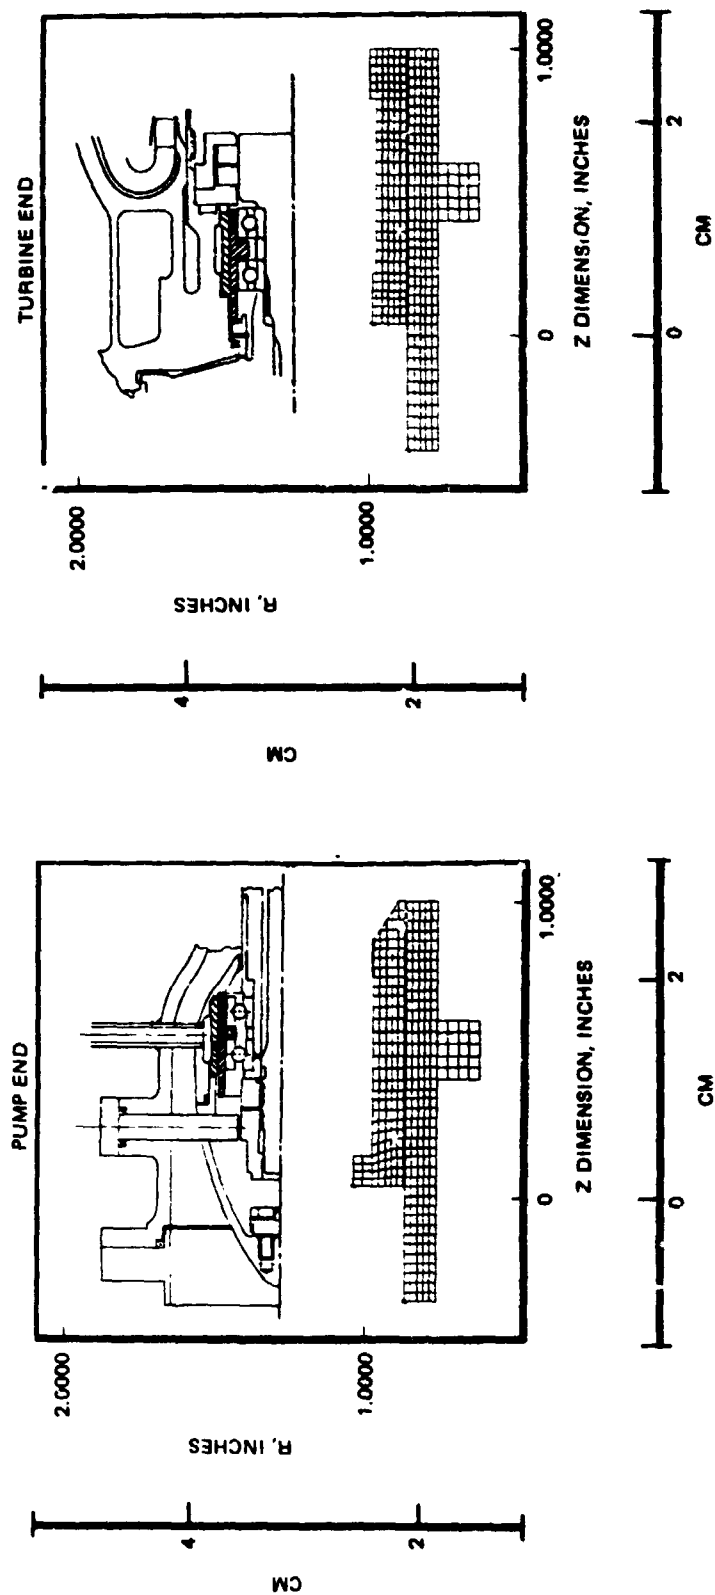 PUMP END
2.0000
1.0000
R, INCHES
4
2
CM
0
1.0000
Z DIMENSION, INCHES
0
2
CM
TURBINE END
2.0000
1.0000
R, INCHES
4
2
CM
0
1.0000
Z DIMENSION, INCHES
0
2
CM